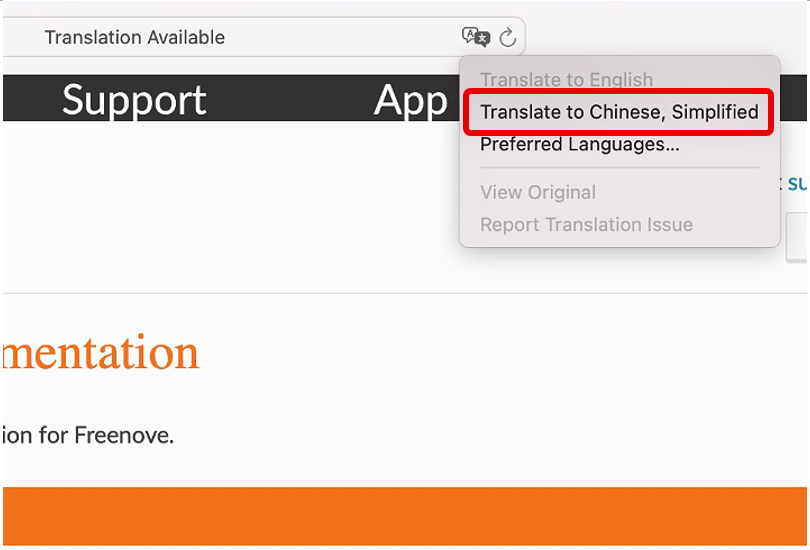 Translation Available
Support
App
Translate to English
Translate to Chinese, Simplified
Preferred Languages...
View Original
Report Translation Issue
su
mentation
ion for Freenove.